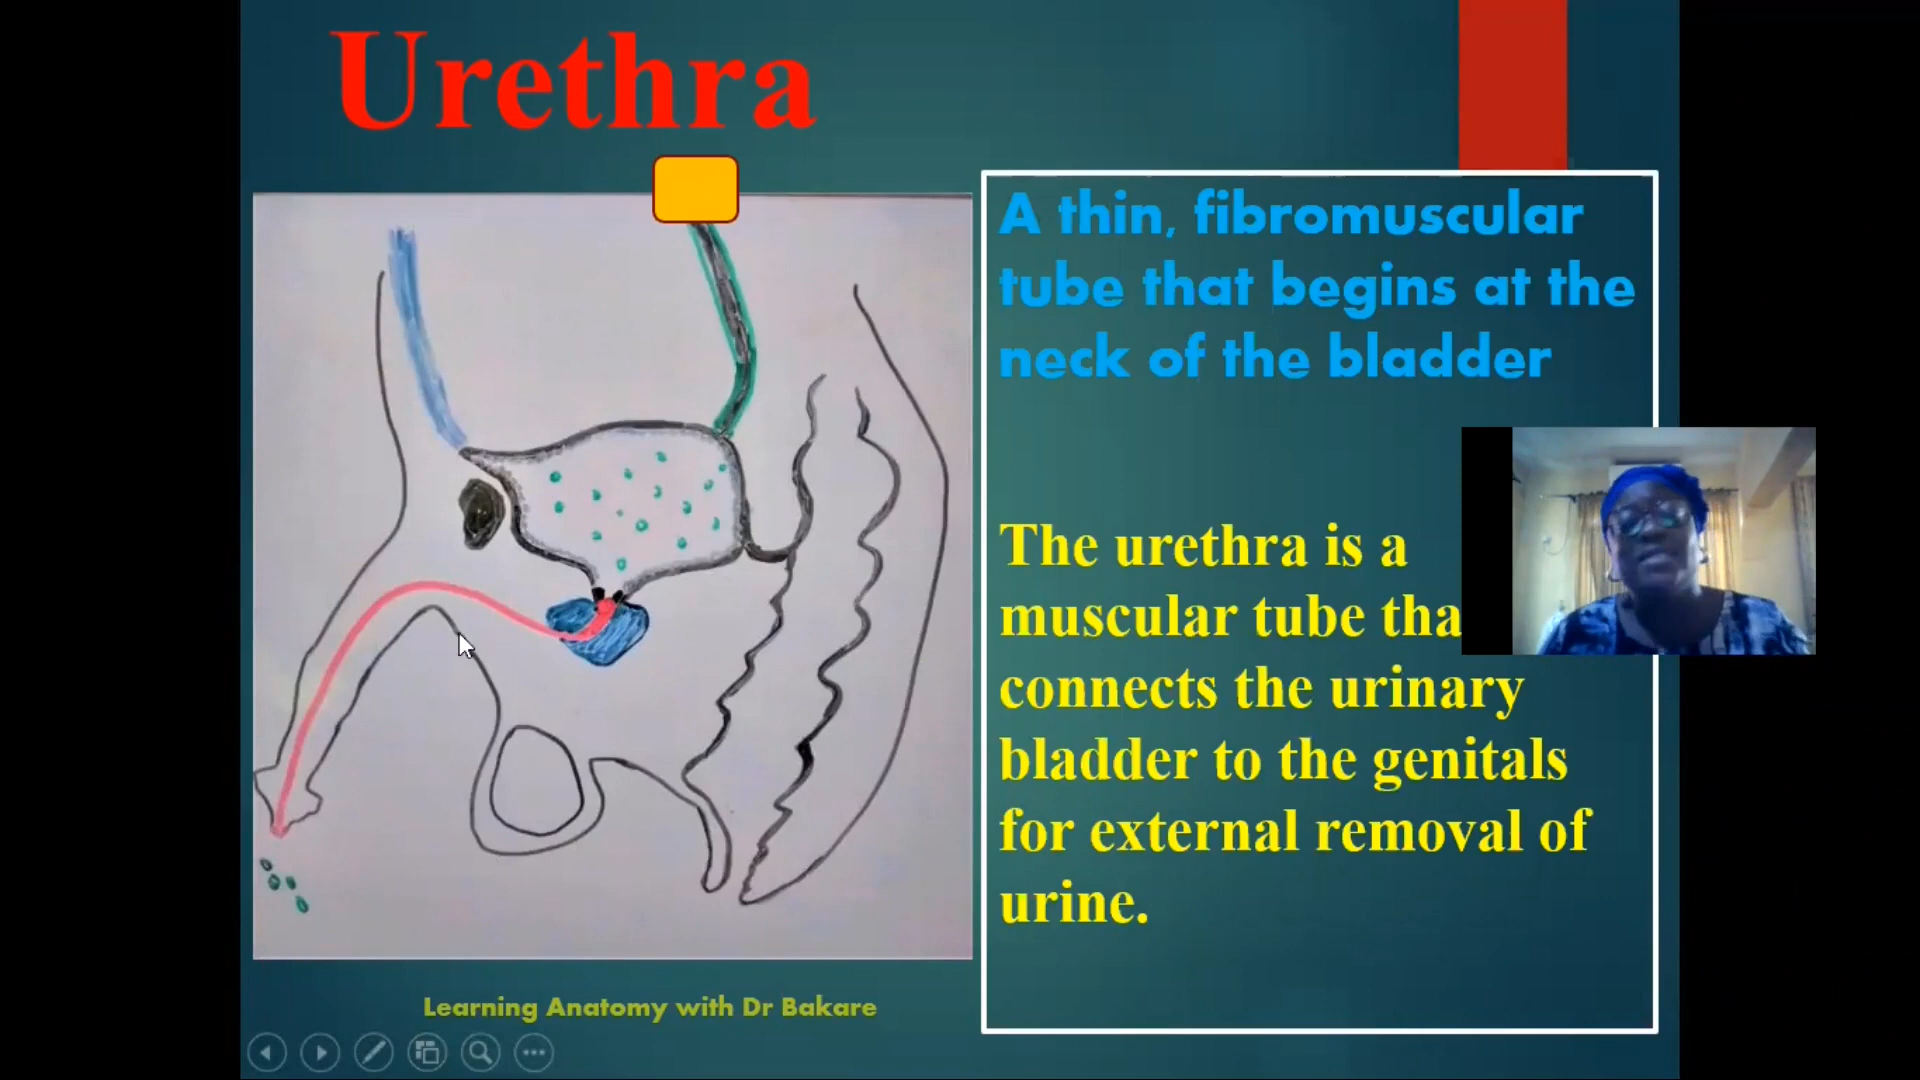 Urethra
A thin, fibromuscular
tube that begins at the
neck of the bladder
The urethra is a
muscular tube tha
connects the urinary
bladder to the genitals
for external removal of
urine.
Learning Anatomy with Dr Bakare